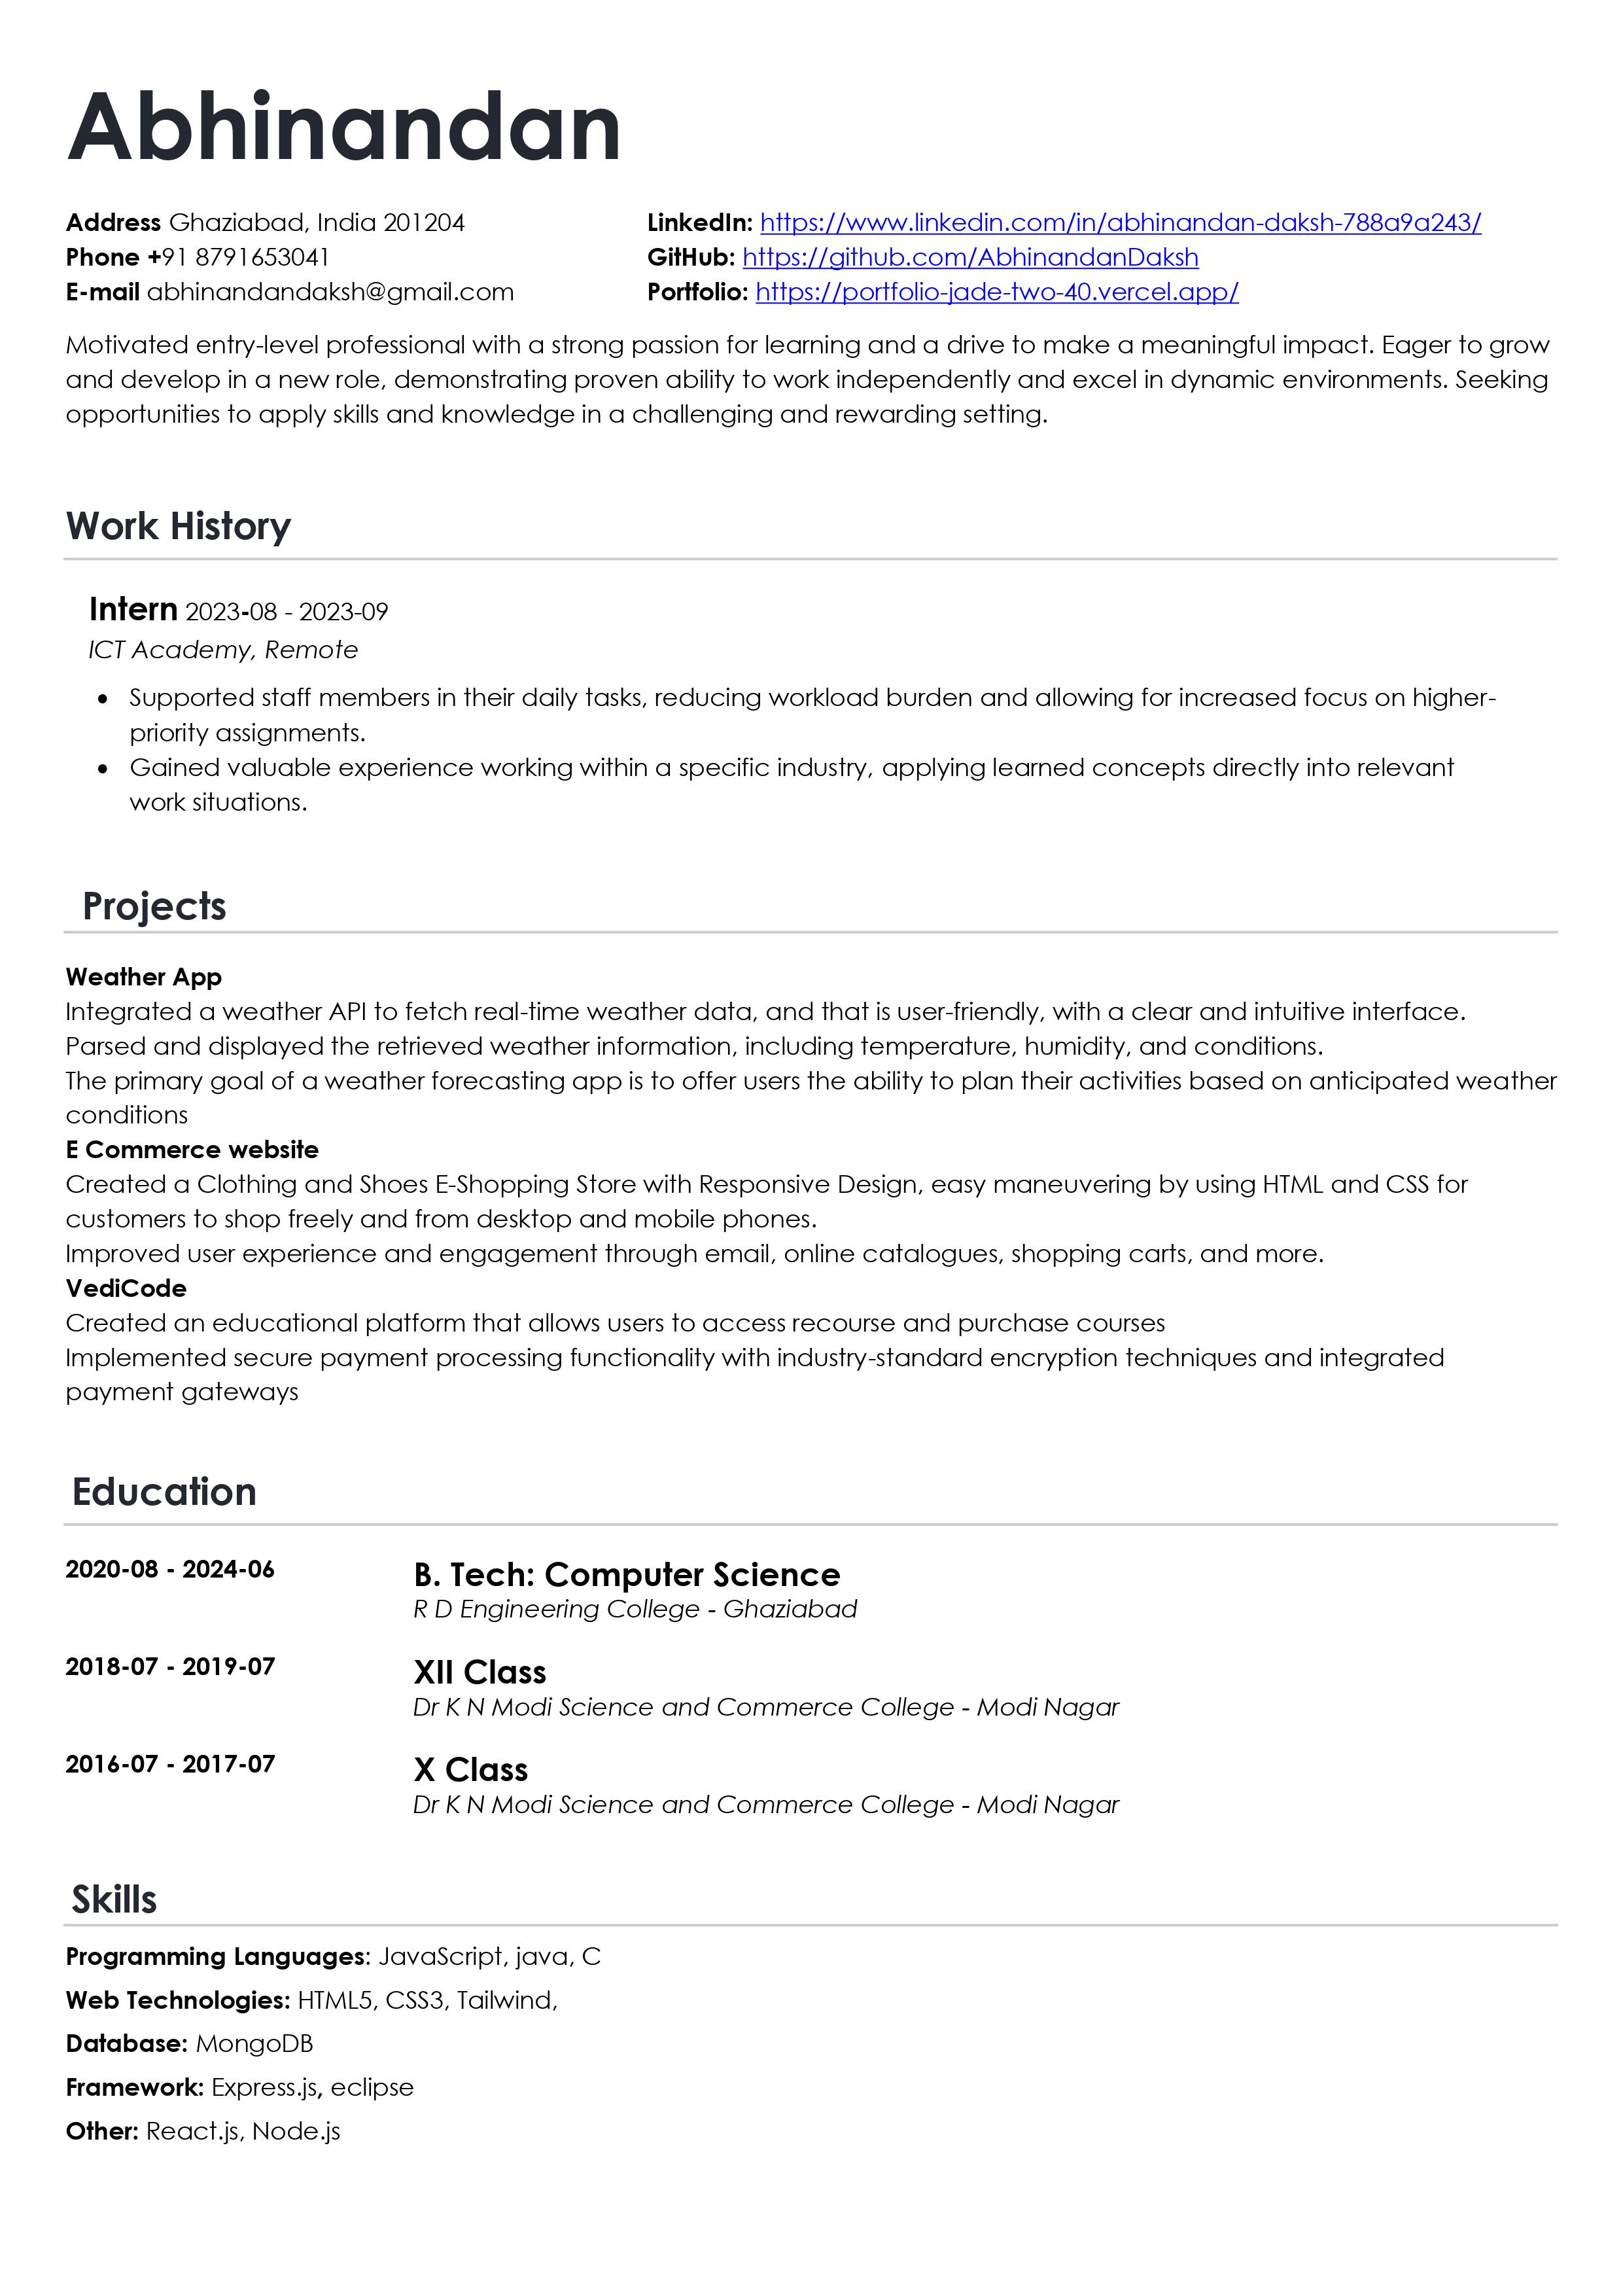 Abhinandan
Address Ghaziabad, India 201204
Phone +91 8791653041
E-mail abhinandandaksh@gmail.com
LinkedIn: https://www.linkedin.com/in/abhinandan-daksh-788a9a243/
GitHub: https://github.com/AbhinandanDaksh
Portfolio: https://portfolio-jade-two-40.vercel.app/
Motivated entry-level professional with a strong passion for learning and a drive to make a meaningful impact. Eager to grow
and develop in a new role, demonstrating proven ability to work independently and excel in dynamic environments. Seeking
opportunities to apply skills and knowledge in a challenging and rewarding setting.
Work History
Intern 2023-08 - 2023-09
ICT Academy, Remote
• Supported staff members in their daily tasks, reducing workload burden and allowing for increased focus on higher-
priority assignments.
• Gained valuable experience working within a specific industry, applying learned concepts directly into relevant
work situations.
Projects
Weather App
Integrated a weather API to fetch real-time weather data, and that is user-friendly, with a clear and intuitive interface.
Parsed and displayed the retrieved weather information, including temperature, humidity, and conditions.
The primary goal of a weather forecasting app is to offer users the ability to plan their activities based on anticipated weather
conditions
E Commerce website
Created a Clothing and Shoes E-Shopping Store with Responsive Design, easy maneuvering by using HTML and CSS for
customers to shop freely and from desktop and mobile phones.
Improved user experience and engagement through email, online catalogues, shopping carts, and more.
VediCode
Created an educational platform that allows users to access recourse and purchase courses
Implemented secure payment processing functionality with industry-standard encryption techniques and integrated
payment gateways
Education
2020-08 - 2024-06 B. Tech: Computer Science
R D Engineering College - Ghaziabad
2018-07 - 2019-07 XII Class
Dr K N Modi Science and Commerce College - Modi Nagar
2016-07 - 2017-07 X Class
Dr K N Modi Science and Commerce College - Modi Nagar
Skills
Programming Languages: JavaScript, java, C
Web Technologies: HTML5, CSS3, Tailwind,
Database: MongoDB
Framework: Express.js, eclipse
Other: React.js, Node.js